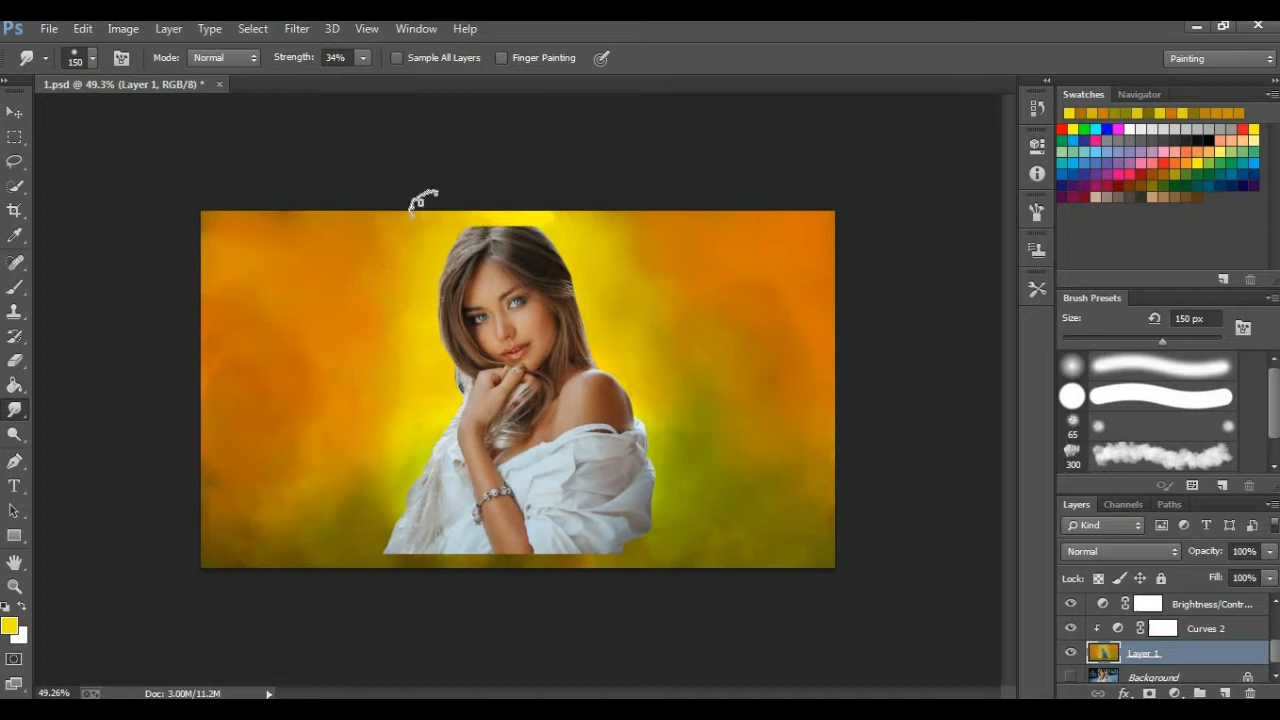 Ps File Edit Image Layer Type Select Filter 3D View Window Help
150 Mode: Normal Strength: 34% Sample All Layers Finger Painting Painting
1.psd @ 49.3% (Layer 1, RGB/8) * ×
Swatches Navigator
Brush Presets
Size: 150 px
65
300
Layers Channels Paths
Kind
Normal Opacity: 100%
Lock: Fill: 100%
Brightness/Contr...
Curves 2
Layer 1
Background
49.26% Doc: 3.00M/11.2M